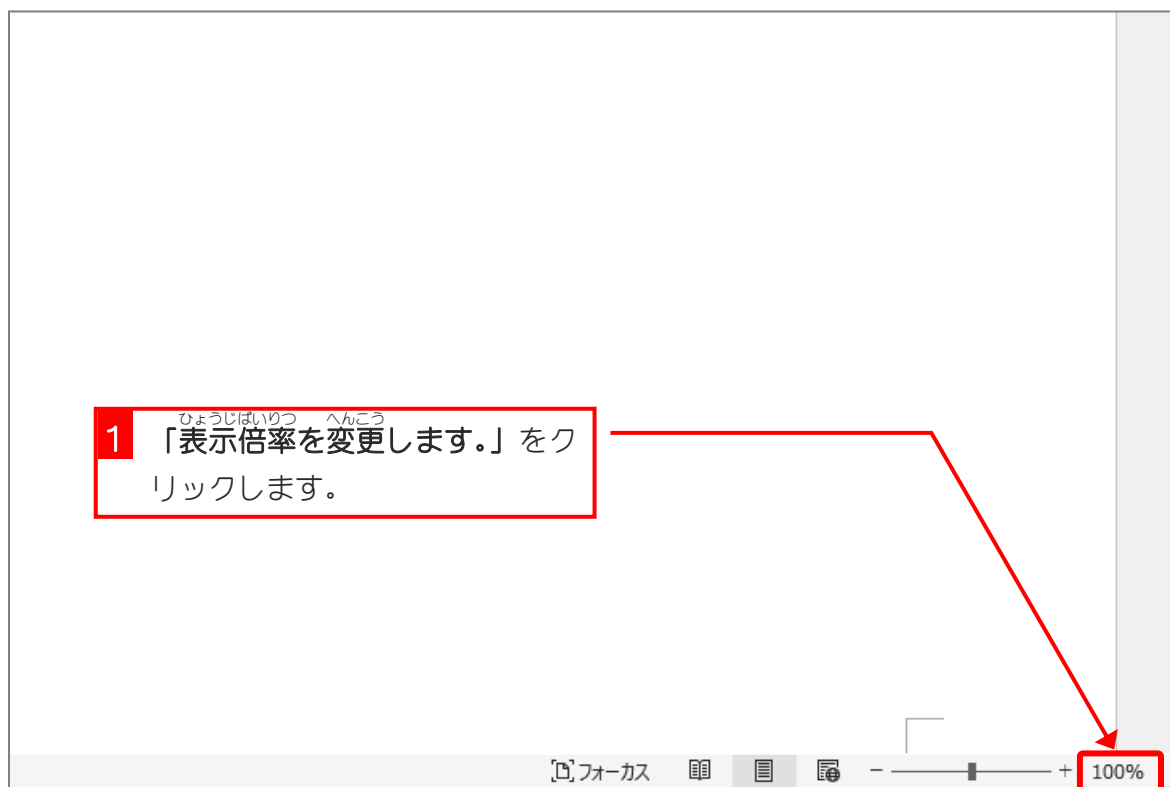 1
ひょうじばいりつ へんこう
「表示倍率を変更します。」をク
リックします。
フォーカス
100%